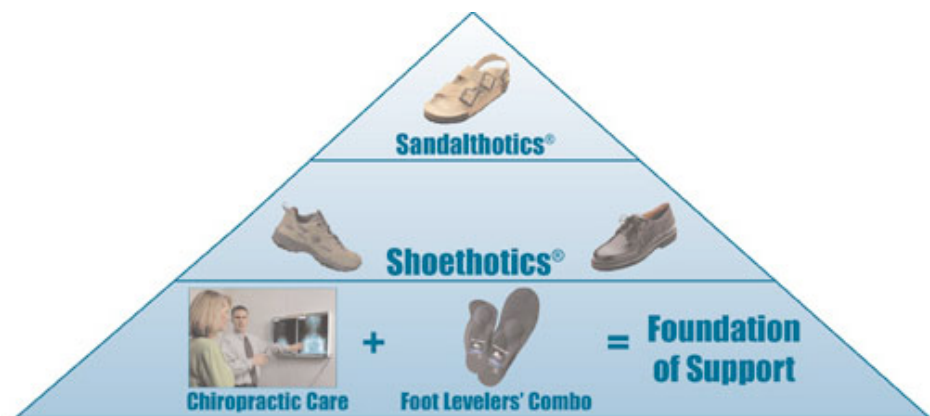 Sandalthotics®
Shoethotics®
+ = Foundation
of Support
Chiropractic Care Foot Levelers' Combo